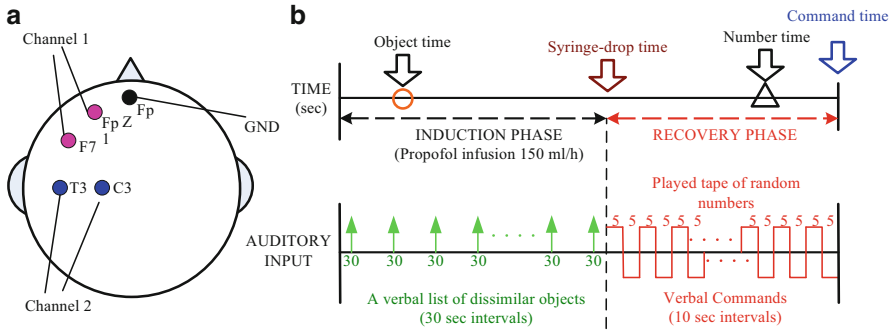 a
Channel 1
Fp Z
Fp 1
GND
F7
T3
C3
Channel 2
b
Object time
Syringe-drop time
Number time
Command time
TIME
(sec)
INDUCTION PHASE
(Propofol infusion 150 ml/h)
RECOVERY PHASE
Played tape of random
numbers
5 5 5 5 5 5 5 5 5 5 5 5
AUDITORY
INPUT
30 30 30 30 30 30
A verbal list of dissimilar objects
(30 sec intervals)
Verbal Commands
(10 sec intervals)